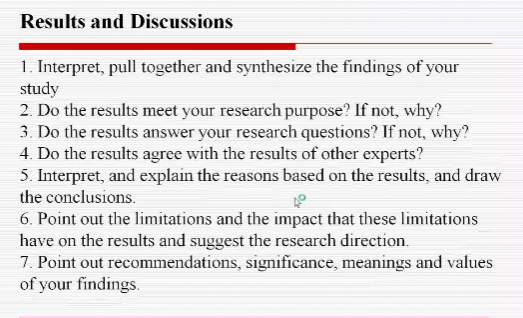 Results and Discussions
1. Interpret, pull together and synthesize the findings of your
study
2. Do the results meet your research purpose? If not, why?
3. Do the results answer your research questions? If not, why?
4. Do the results agree with the results of other experts?
5. Interpret, and explain the reasons based on the results, and draw
the conclusions.
6. Point out the limitations and the impact that these limitations
have on the results and suggest the research direction.
7. Point out recommendations, significance, meanings and values
of your findings.